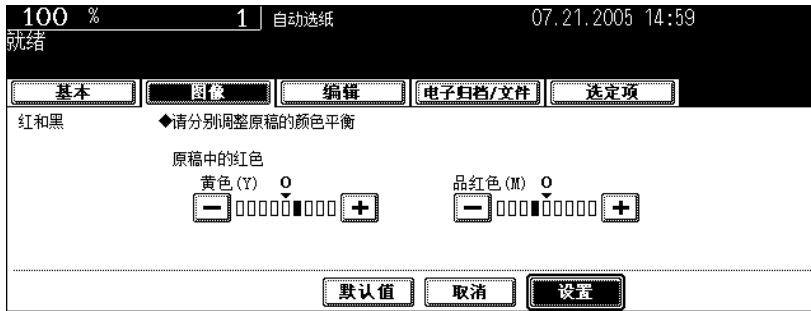 100 % 1 自动选纸 07.21.2005 14:59
就绪
基本 图像 编辑 电子归档/文件 选定项
红和黑 ◆请分别调整原稿的颜色平衡
原稿中的红色
黄色(Y) 0 品红色(M) 0
− + − +
默认值 取消 设置